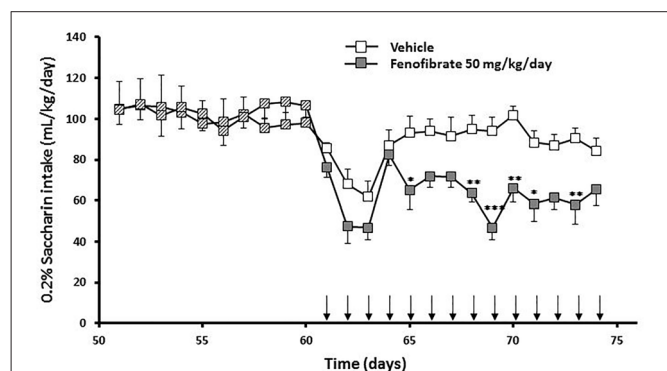 140
120
100
80
60
40
20
0
0.2% Saccharin intake (mL/kg/day)
Vehicle
Fenofibrate 50 mg/kg/day
*
**
***
**
*
**
50 55 60 65 70 75
Time (days)